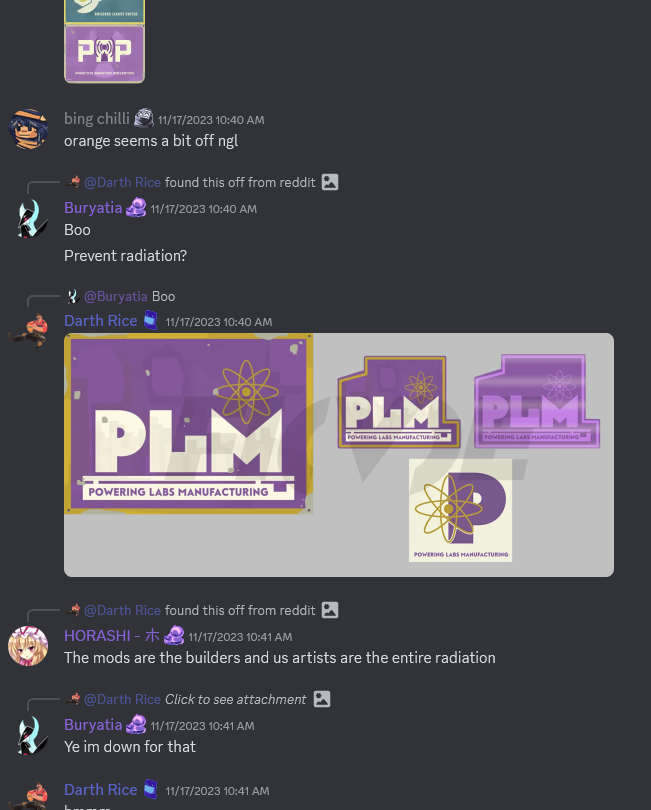 BUILDERS LEAGUE UNITED
POP
bing chilli 11/17/2023 10:40 AM
orange seems a bit off ngl
@Darth Rice found this off from reddit
Buryatia 11/17/2023 10:40 AM
Boo
Prevent radiation?
@Buryatia Boo
Darth Rice 11/17/2023 10:40 AM
PLM
POWERING LABS MANUFACTURING
PLM
POWERING LABS MANUFACTURING
PLM
POWERING LABS MANUFACTURING
P
POWERING LABS MANUFACTURING
@Darth Rice found this off from reddit
HORASHI - ホ 11/17/2023 10:41 AM
The mods are the builders and us artists are the entire radiation
@Darth Rice Click to see attachment
Buryatia 11/17/2023 10:41 AM
Ye im down for that
Darth Rice 11/17/2023 10:41 AM